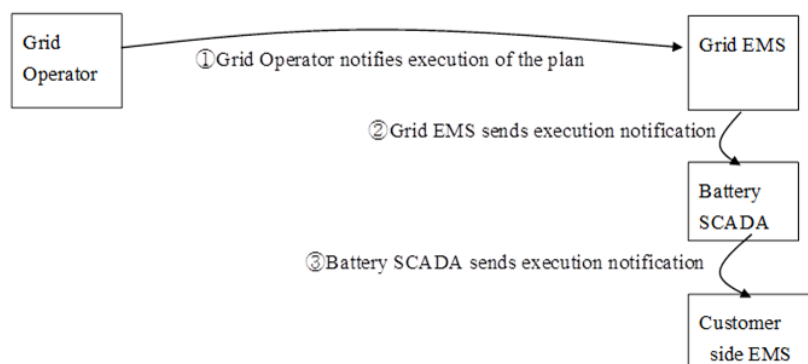 Grid
Operator
①Grid Operator notifies execution of the plan
Grid EMS
②Grid EMS sends execution notification
Battery
SCADA
③Battery SCADA sends execution notification
Customer
side EMS